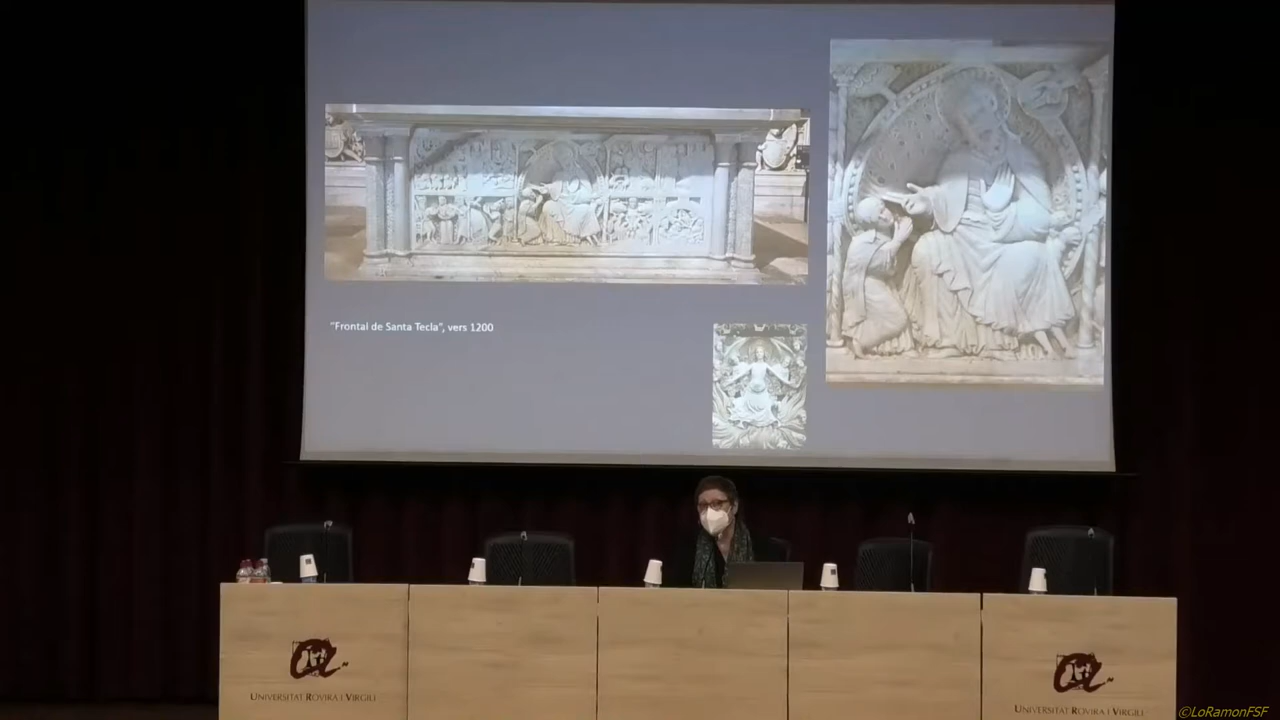 "Frontal de Santa Tecla", vers 1200
UNIVERSITAT ROVIRA I VIRGILI
UNIVERSITAT ROVIRA I VIRGILI
©LoRamonFSF